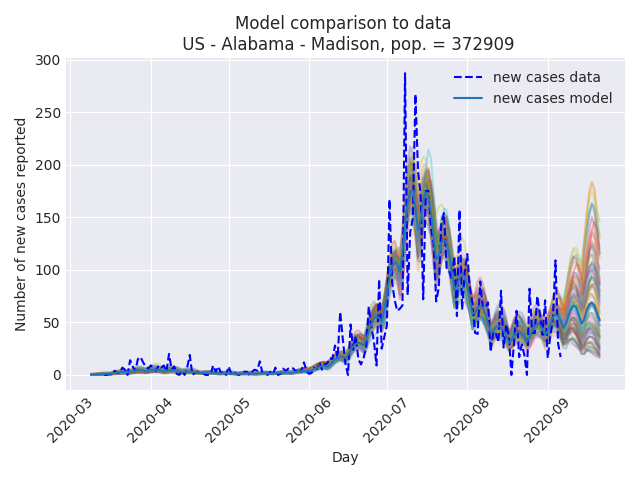 Model comparison to data
US - Alabama - Madison, pop. = 372909
new cases data
new cases model
Number of new cases reported
300
250
200
150
100
50
0
2020-03
2020-04
2020-05
2020-06
2020-07
2020-08
2020-09
Day